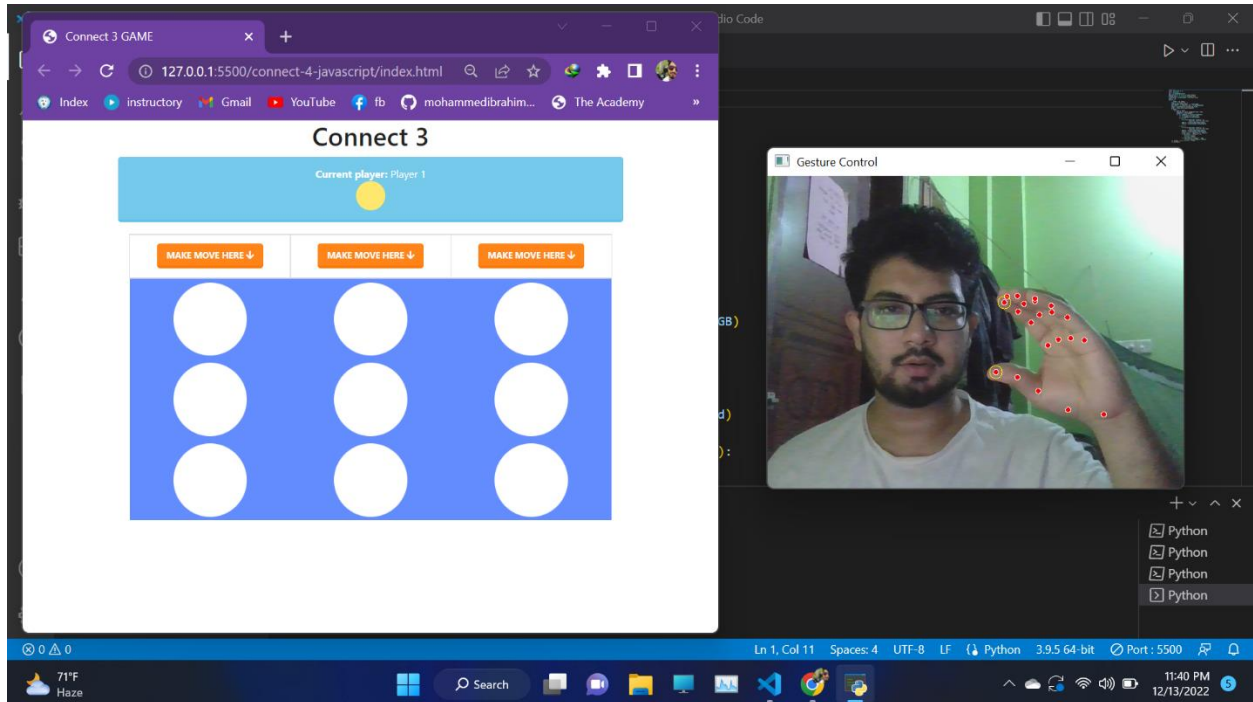 dio Code
Connect 3 GAME
127.0.0.1:5500/connect-4-javascript/index.html
Index instructory Gmail YouTube fb mohammedibrahim... The Academy »
Connect 3
Current player: Player 1
MAKE MOVE HERE MAKE MOVE HERE MAKE MOVE HERE
Gesture Control
GB)
d)
):
Python
Python
Python
Python
0 0 Ln 1, Col 11 Spaces: 4 UTF-8 LF Python 3.9.5 64-bit Port : 5500
71°F
Haze
Search
11:40 PM
12/13/2022
5